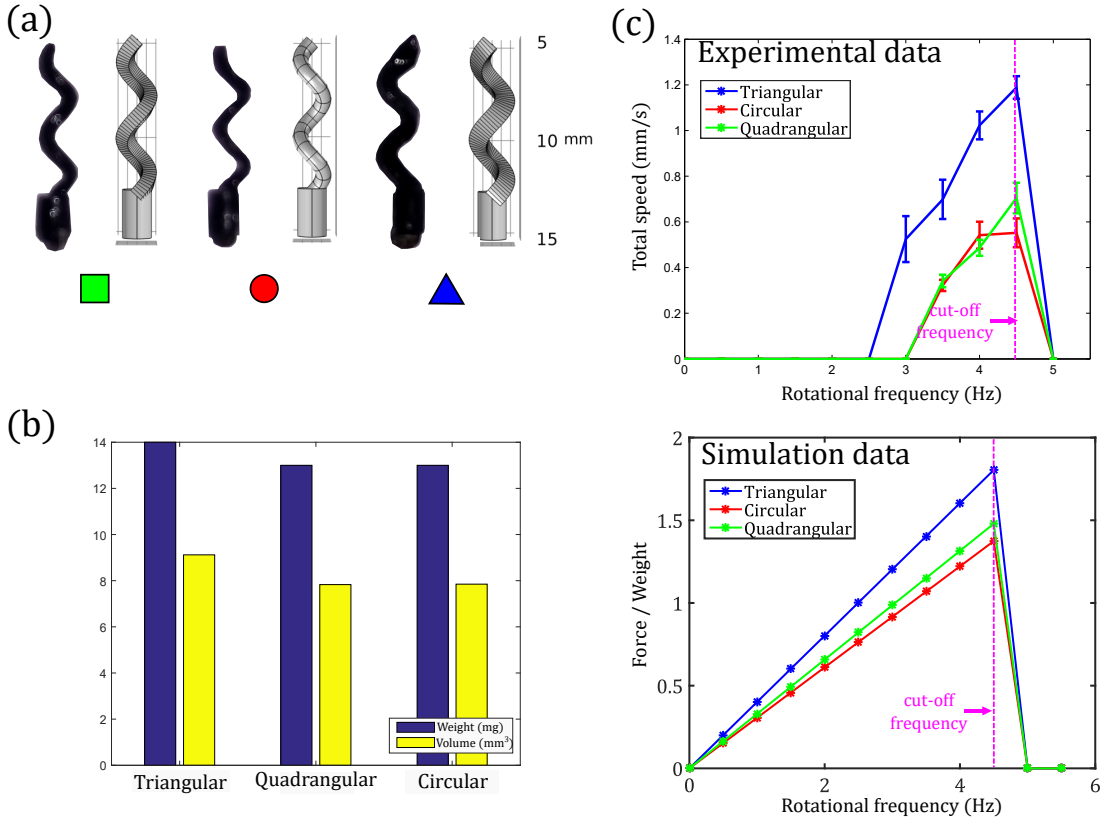 (a)
5
10 mm
15
(b)
14
12
10
8
6
4
2
0
Weight (mg)
Volume (mm³)
Triangular
Quadrangular
Circular
(c)
Experimental data
Triangular
Circular
Quadrangular
Total speed (mm/s)
1.4
1.2
1
0.8
0.6
0.4
0.2
0
cut-off
frequency
0 1 2 3 4 5
Rotational frequency (Hz)
Simulation data
Triangular
Circular
Quadrangular
Force / Weight
2
1.5
1
0.5
0
cut-off
frequency
0 2 4 6
Rotational frequency (Hz)